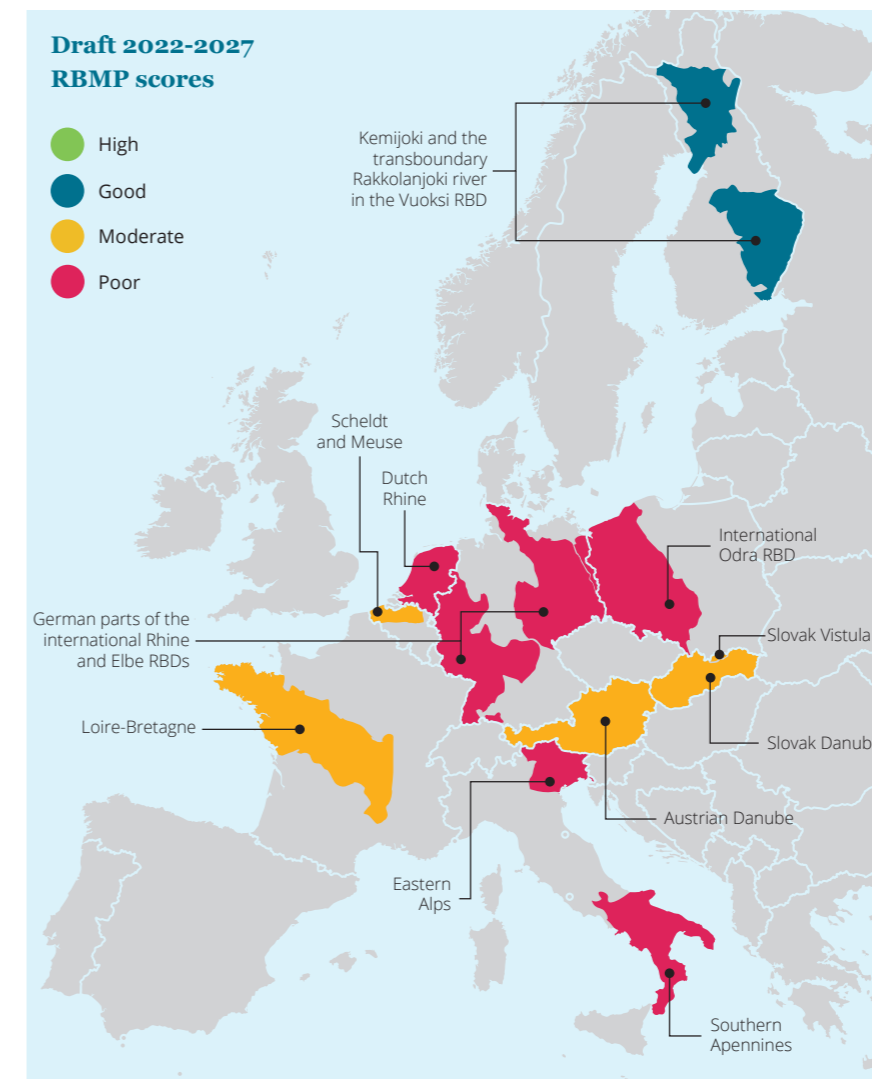 Draft 2022-2027
RBMP scores
High
Good
Moderate
Poor
Kemijoki and the
transboundary
Rakkolanjoki river
in the Vuoksi RBD
Scheldt
and Meuse
Dutch
Rhine
International
Odra RBD
German parts of the
international Rhine
and Elbe RBDs
Slovak Vistula
Loire-Bretagne
Slovak Danub
Austrian Danube
Eastern
Alps
Southern
Apennines